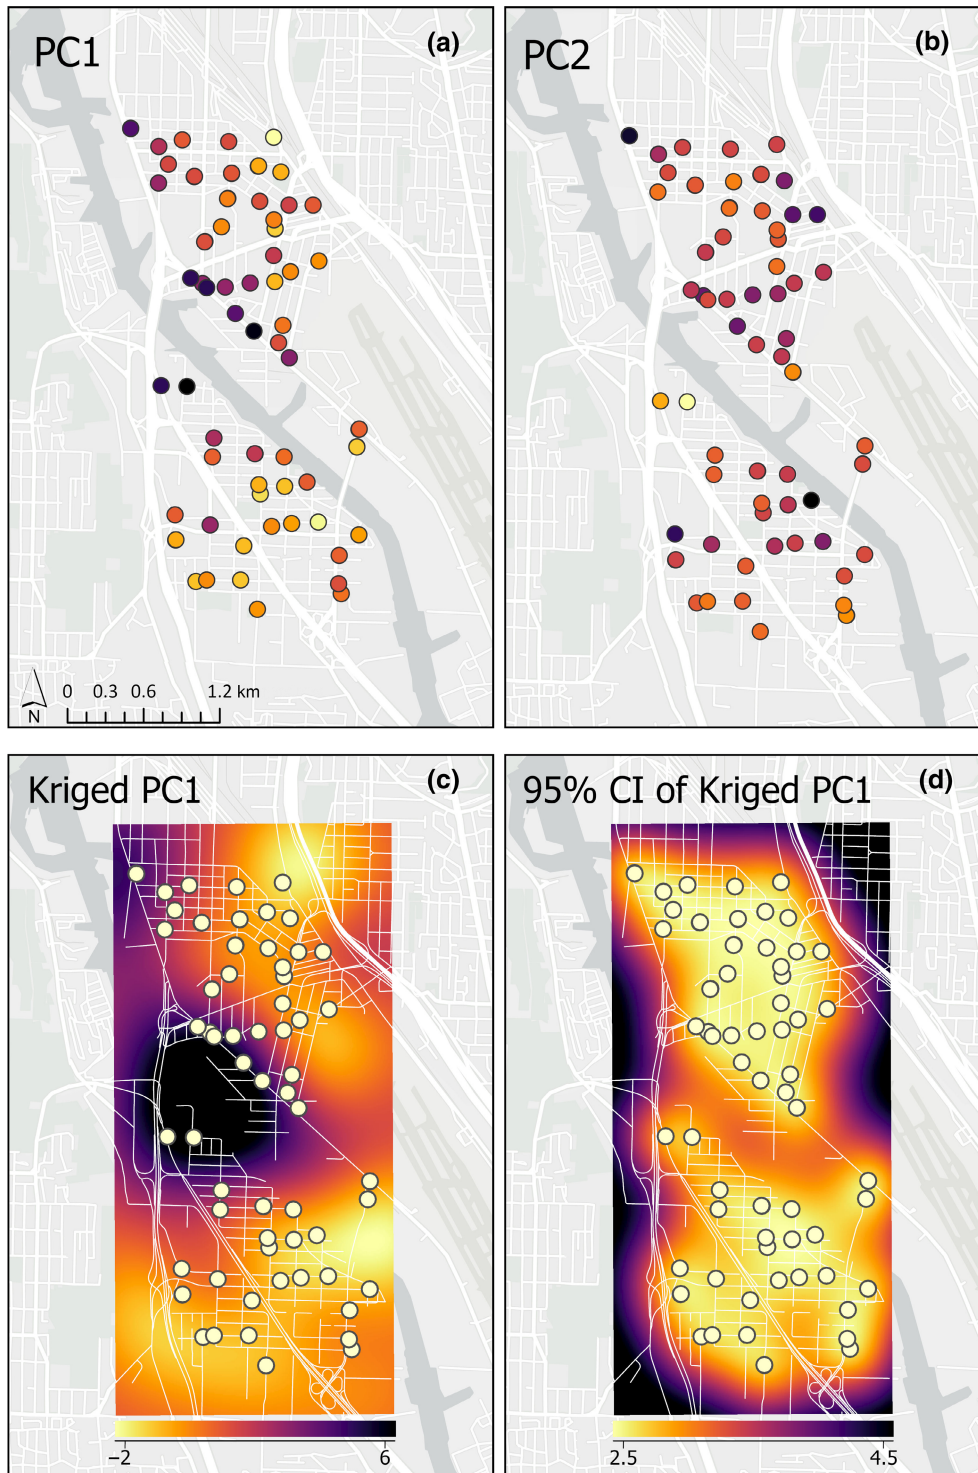 PC1 (a)
PC2 (b)
0 0.3 0.6 1.2 km
N
Kriged PC1 (c)
95% CI of Kriged PC1 (d)
−2 6
2.5 4.5